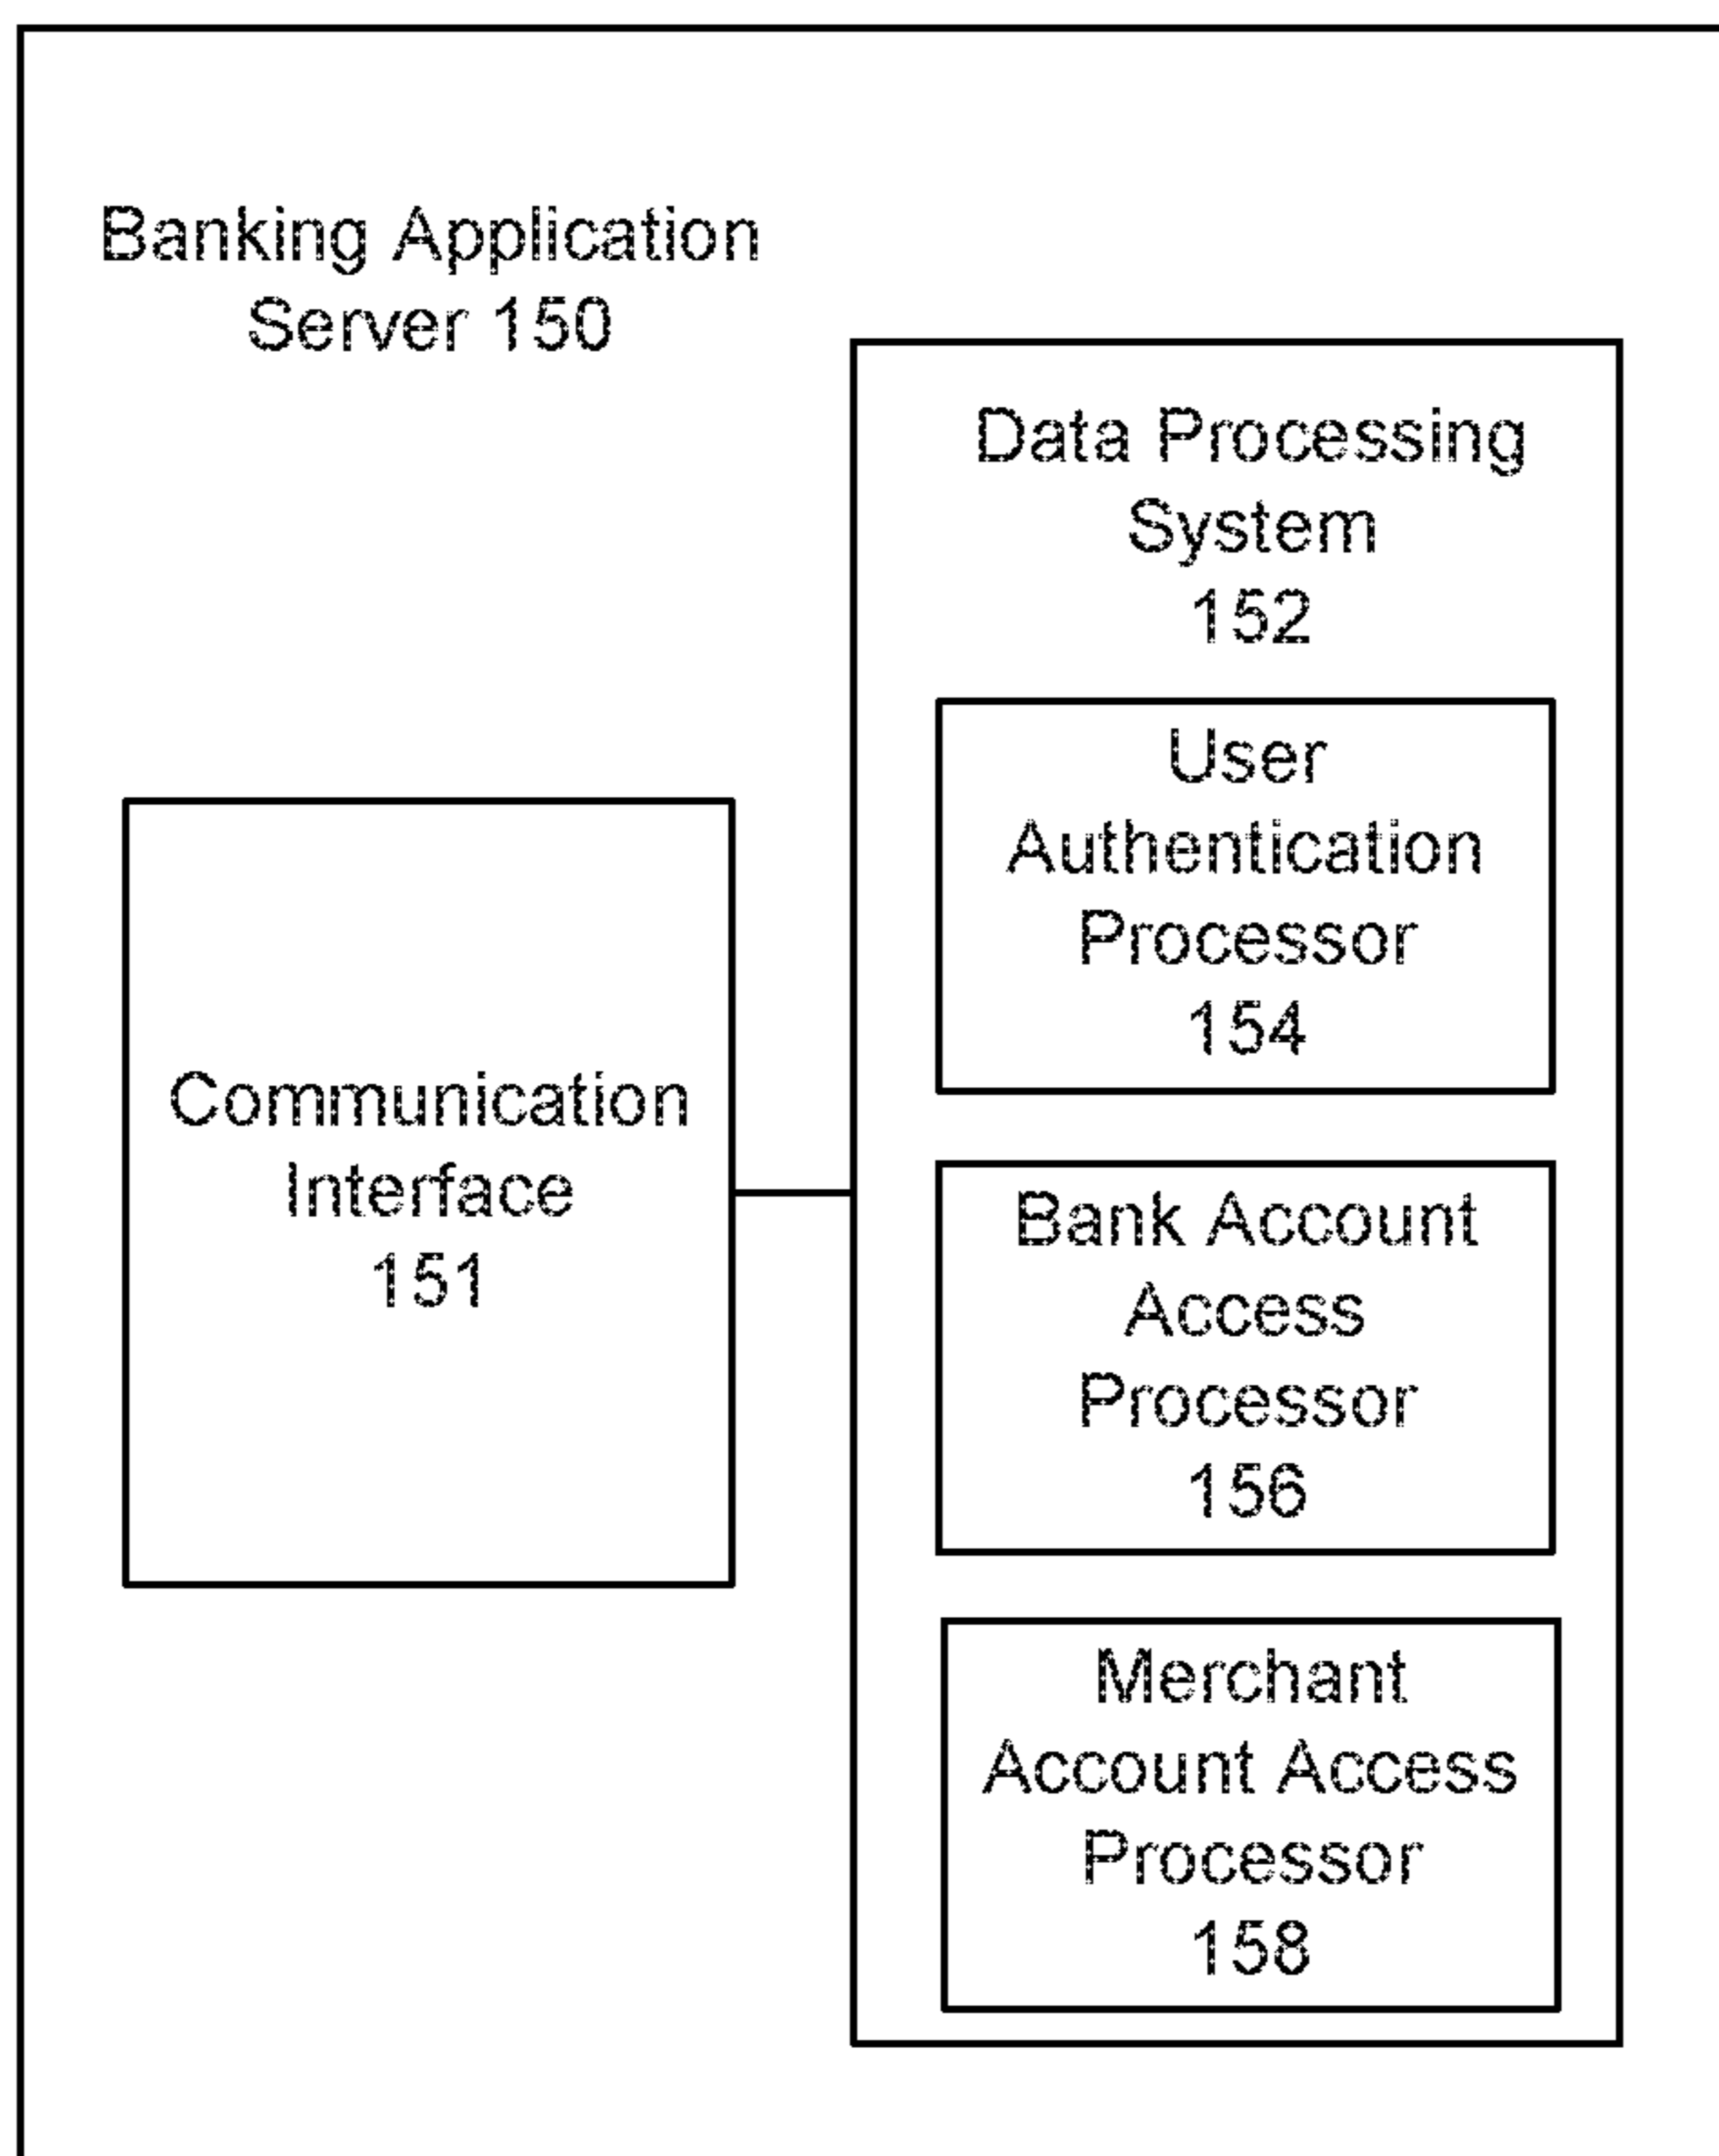 Banking Application
Server 150
Data Processing
System
152
User
Authentication
Processor
154
Communication
Interface
151
Bank Account
Access
Processor
156
Merchant
Account Access
Processor
158